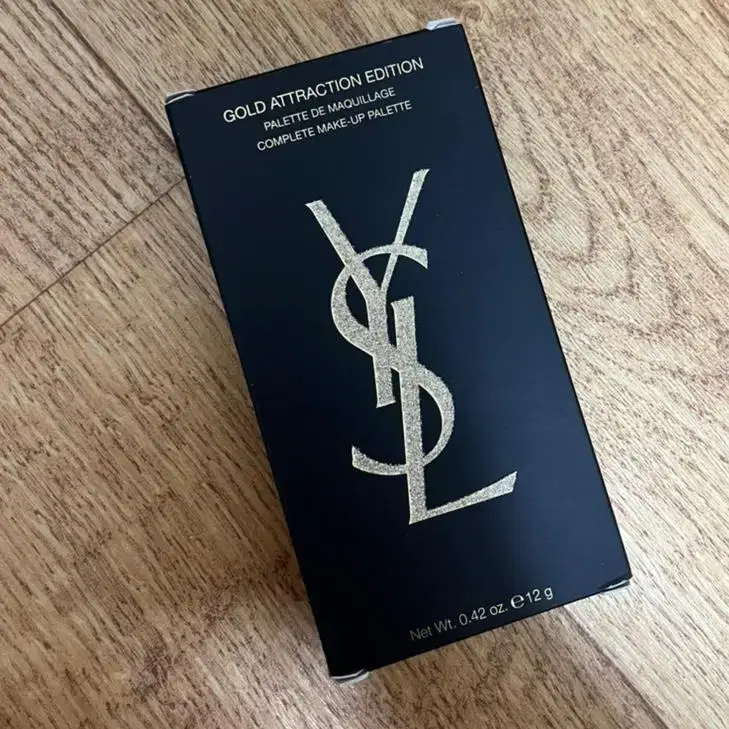 GOLD ATTRACTION EDITION
PALETTE DE MAQUILLAGE
COMPLETE MAKE-UP PALETTE
YSL
Net Wt. 0.42 oz. ℮ 12 g